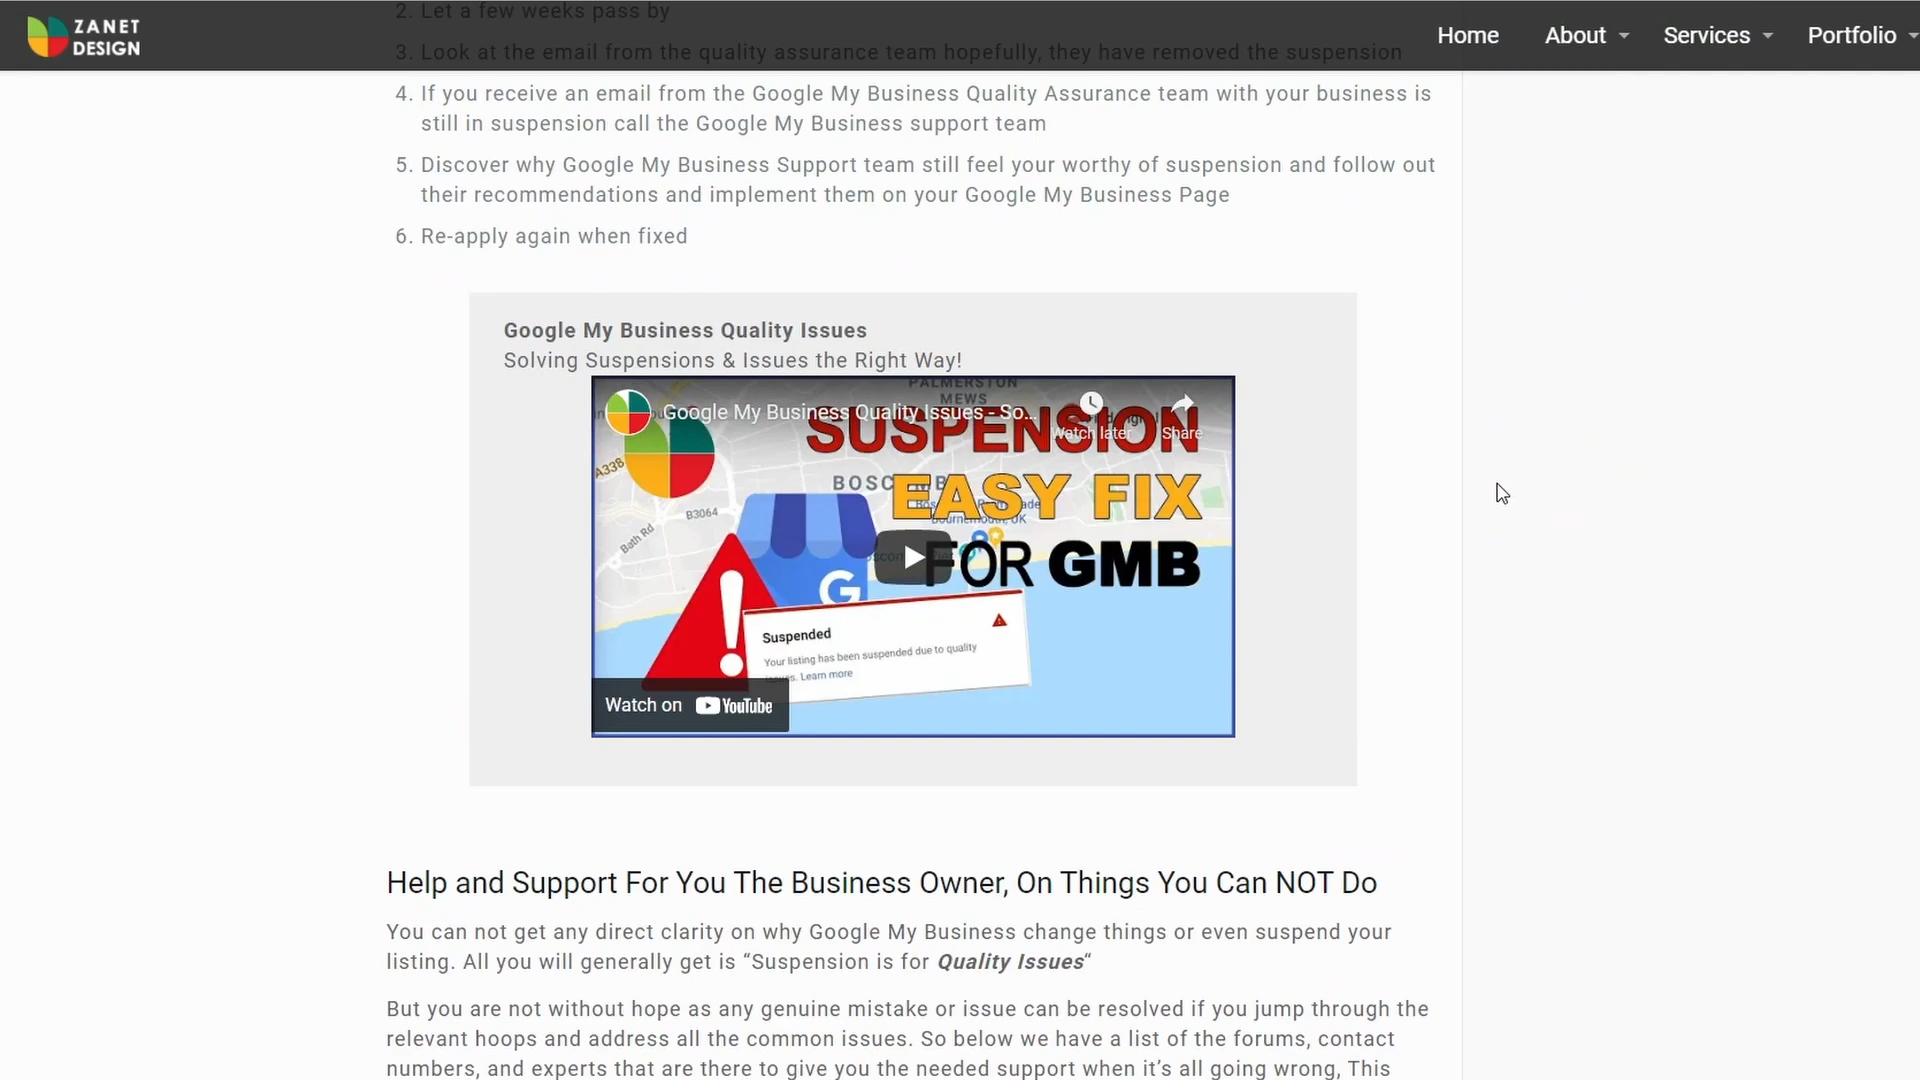 ZANET
DESIGN
Home
About
Services
Portfolio
2. Let a few weeks pass by
3. Look at the email from the quality assurance team hopefully, they have removed the suspension
4. If you receive an email from the Google My Business Quality Assurance team with your business is
still in suspension call the Google My Business support team
5. Discover why Google My Business Support team still feel your worthy of suspension and follow out
their recommendations and implement them on your Google My Business Page
6. Re-apply again when fixed
Google My Business Quality Issues
Solving Suspensions & Issues the Right Way!
PALMERSTON
MEWS
Google My Business Quality Issues - So...
Watch later
Share
SUSPENSION
A338
EASY FIX
B3064
Bournemouth, UK
Bath Rd
FOR GMB
G
Suspended
Your listing has been suspended due to quality
issues. Learn more
Watch on YouTube
Help and Support For You The Business Owner, On Things You Can NOT Do
You can not get any direct clarity on why Google My Business change things or even suspend your
listing. All you will generally get is “Suspension is for Quality Issues“
But you are not without hope as any genuine mistake or issue can be resolved if you jump through the
relevant hoops and address all the common issues. So below we have a list of the forums, contact
numbers, and experts that are there to give you the needed support when it’s all going wrong, This